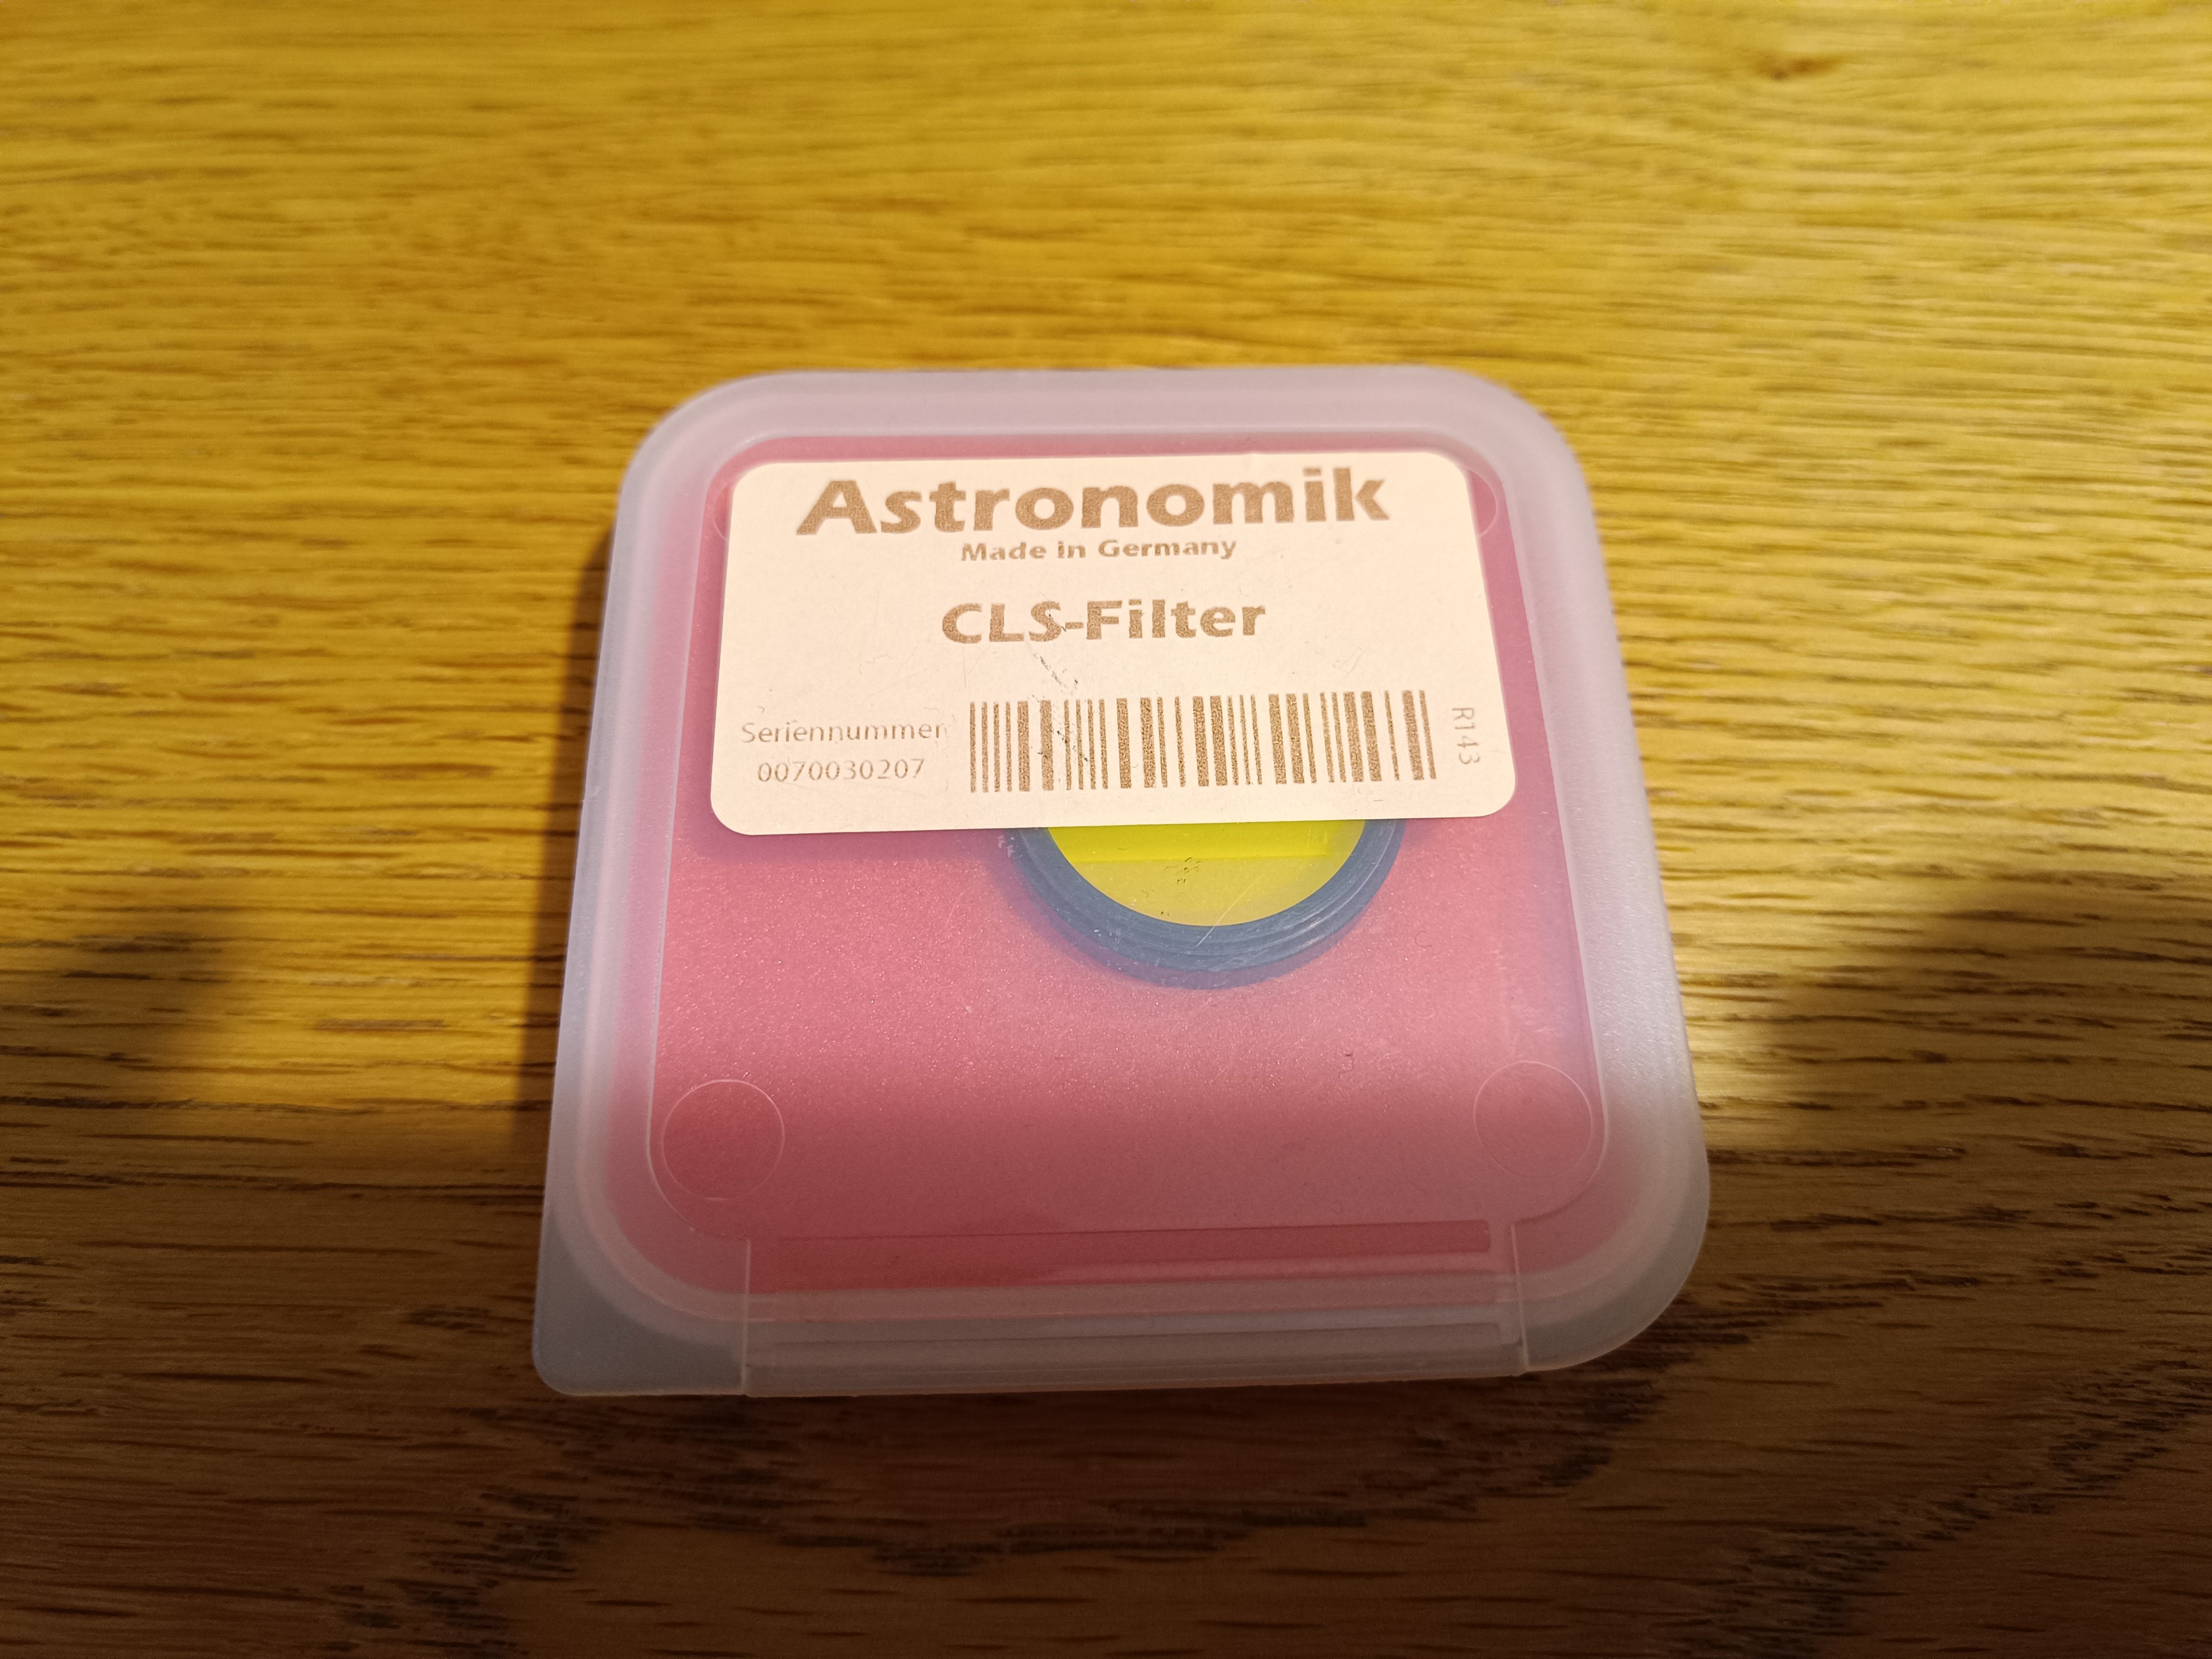 Astronomik
Made in Germany
CLS-Filter
Seriennummer
0070030207
R143